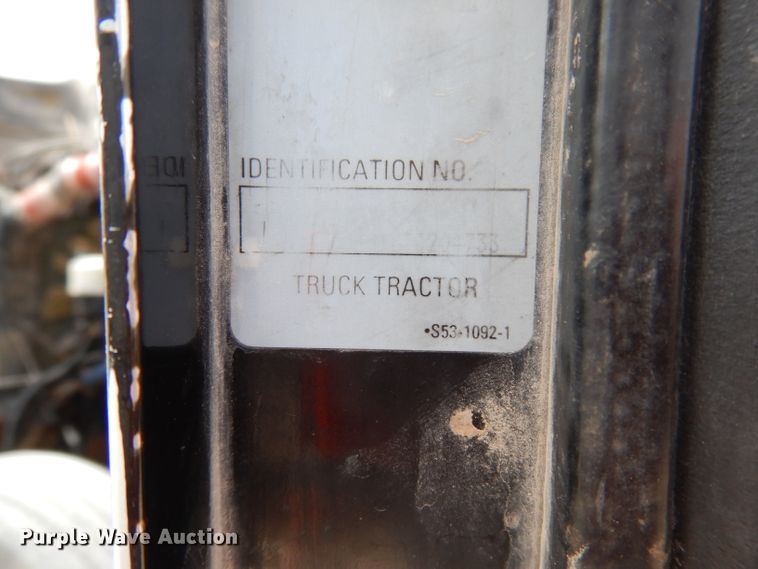 IDENTIFICATION NO.
TRUCK TRACTOR
•S53-1092-1
Purple Wave Auction